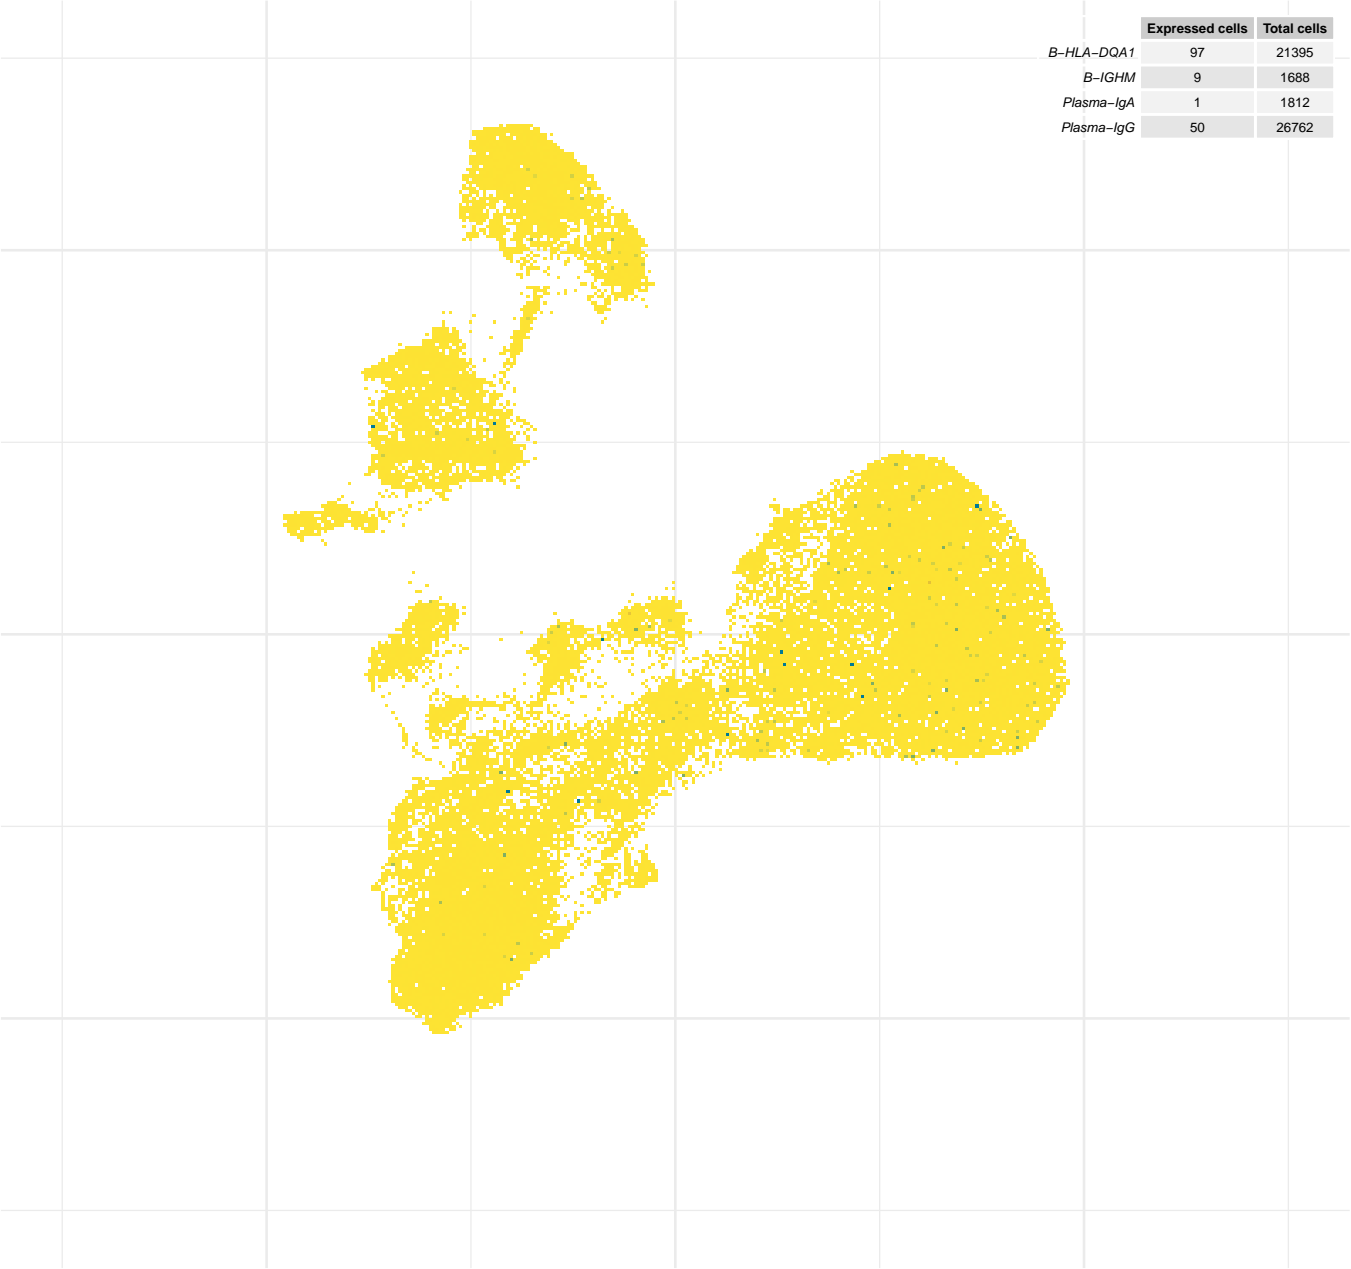 Expressed cells Total cells
B−HLA−DQA1 97 21395
B−IGHM 9 1688
Plasma−IgA 1 1812
Plasma−IgG 50 26762